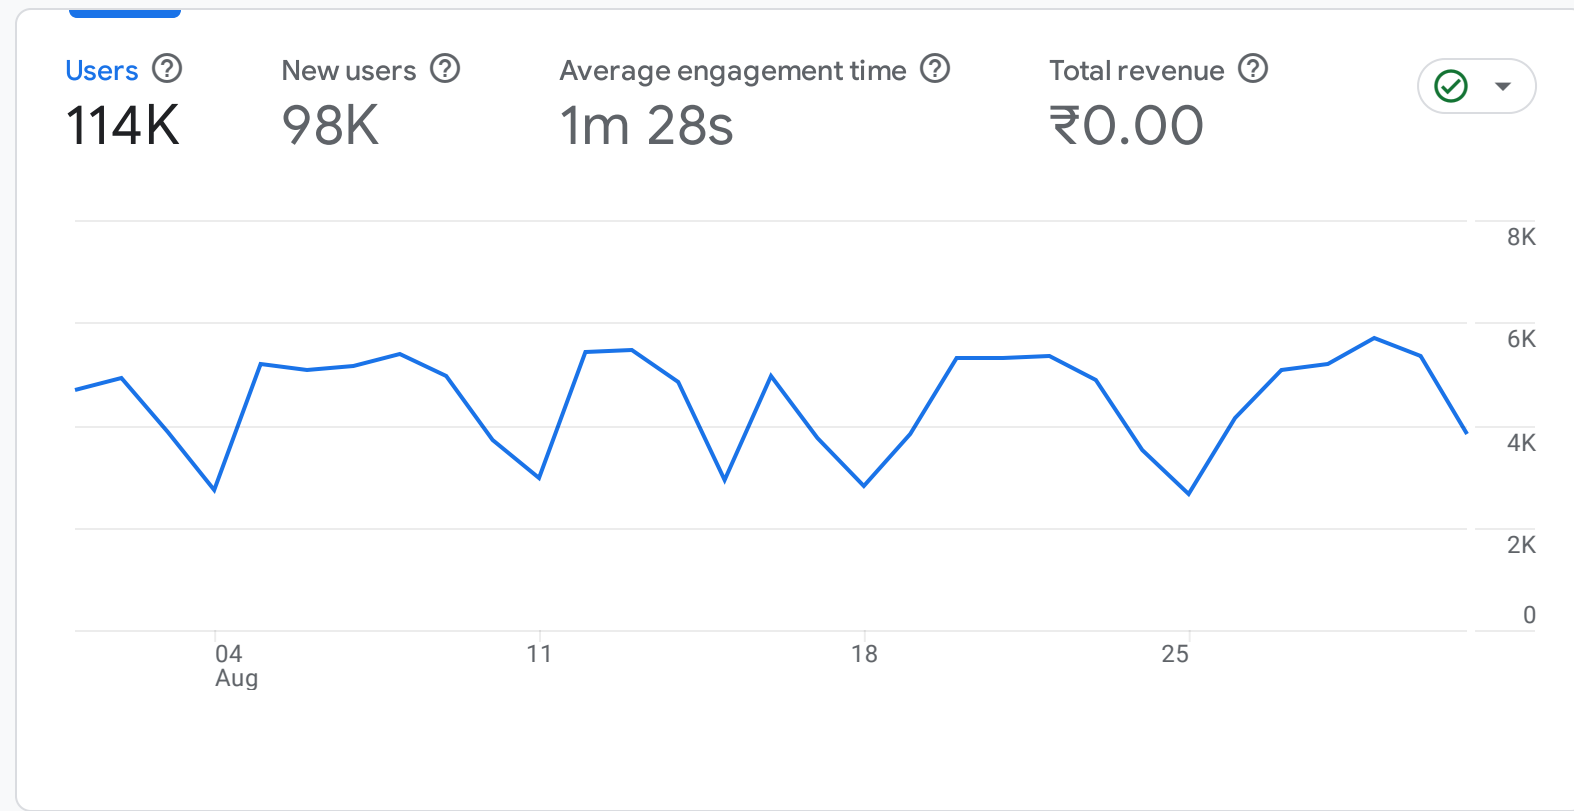 Users
114K
New users
98K
Average engagement time
1m 28s
Total revenue
₹0.00
8K
6K
4K
2K
0
04
Aug
11
18
25